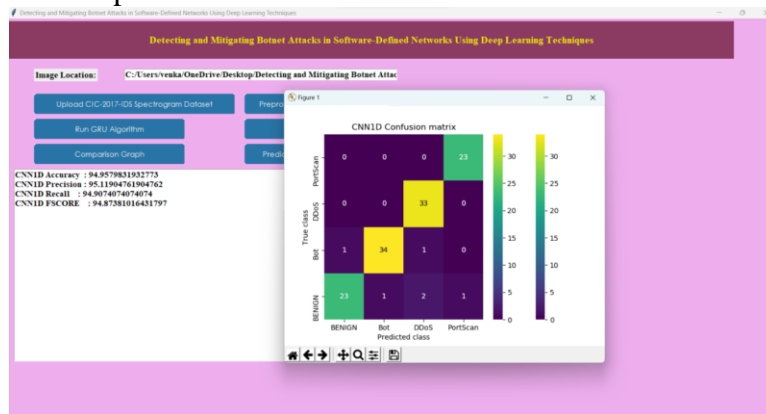 Detecting and Mitigating Botnet Attacks in Software-Defined Networks Using Deep Learning Techniques
Detecting and Mitigating Botnet Attacks in Software-Defined Networks Using Deep Learning Techniques
Image Location: C:/Users/venka/OneDrive/Desktop/Detecting and Mitigating Botnet Attac
Upload CIC-2017-IDS Spectrogram Dataset Prepro
Run GRU Algorithm
Comparison Graph Predic
CNN1D Accuracy : 94.9579831932773
CNN1D Precision : 95.11904761904762
CNN1D Recall : 94.9074074074074
CNN1D FSCORE : 94.87381016431797
Figure 1
CNN1D Confusion matrix
True class
PortScan 0 0 0 23
DDoS 0 0 33 0
Bot 1 34 1 0
BENIGN 23 1 2 1
BENIGN Bot DDoS PortScan
Predicted class
30 30
25 25
20 20
15 15
10 10
5 5
0 0